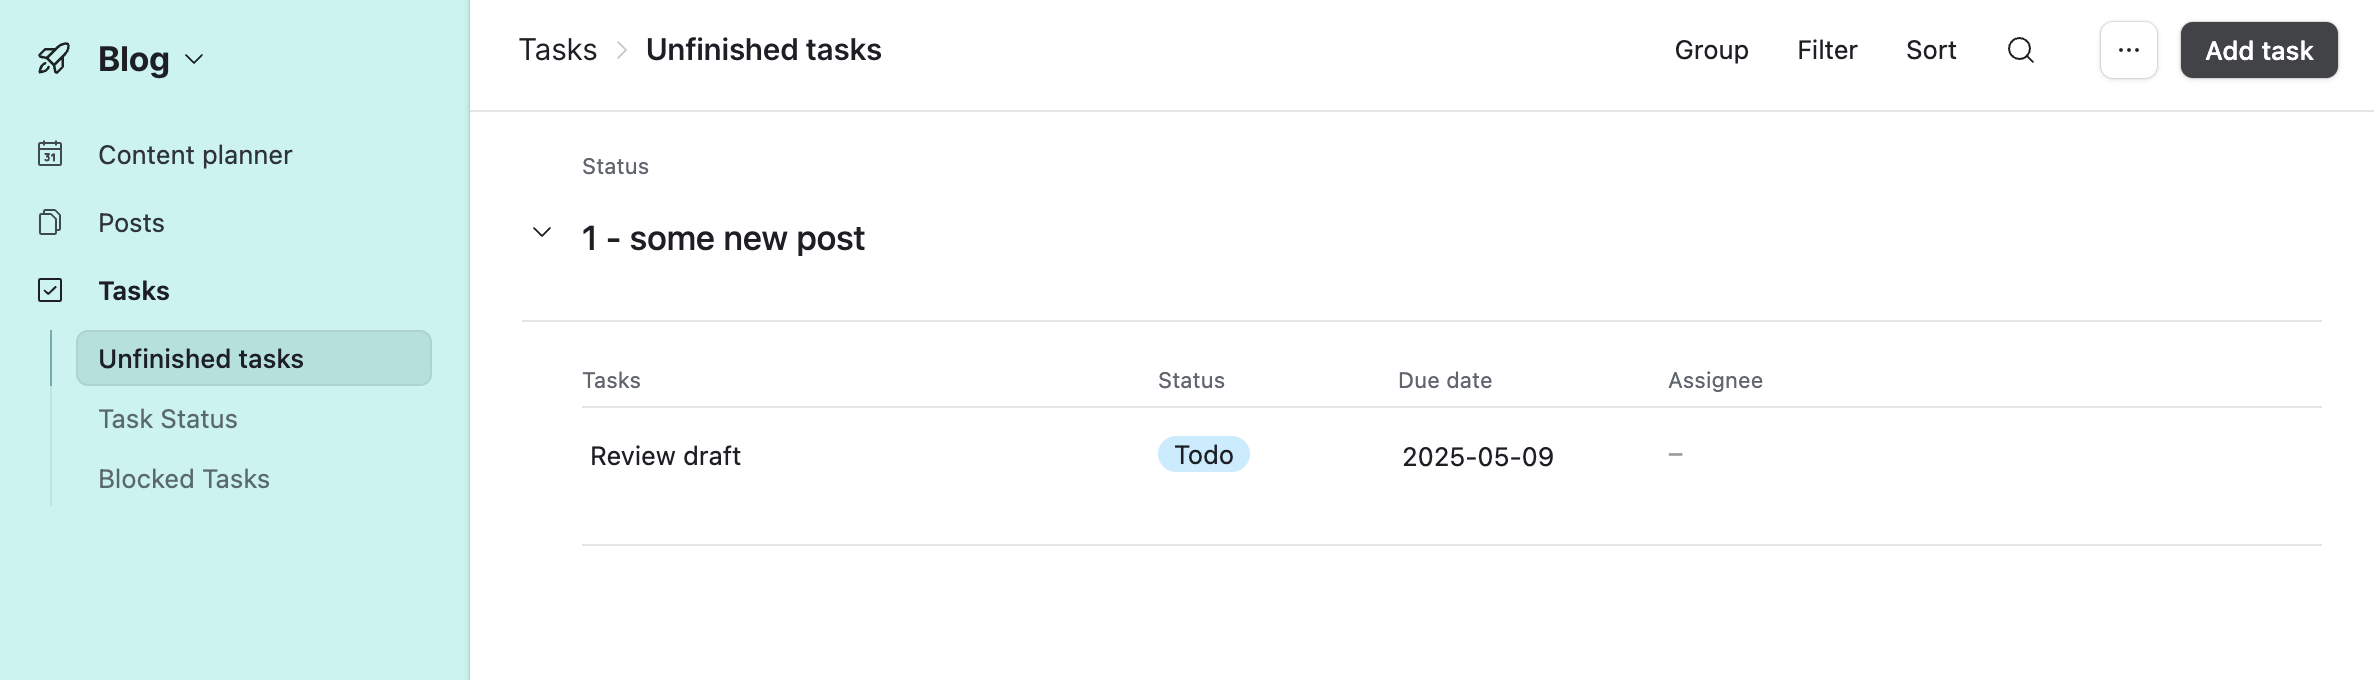 Blog
Content planner
Posts
Tasks
Unfinished tasks
Task Status
Blocked Tasks
Tasks > Unfinished tasks
Group Filter Sort ... Add task
Status
1 - some new post
Tasks Status Due date Assignee
Review draft Todo 2025-05-09 –